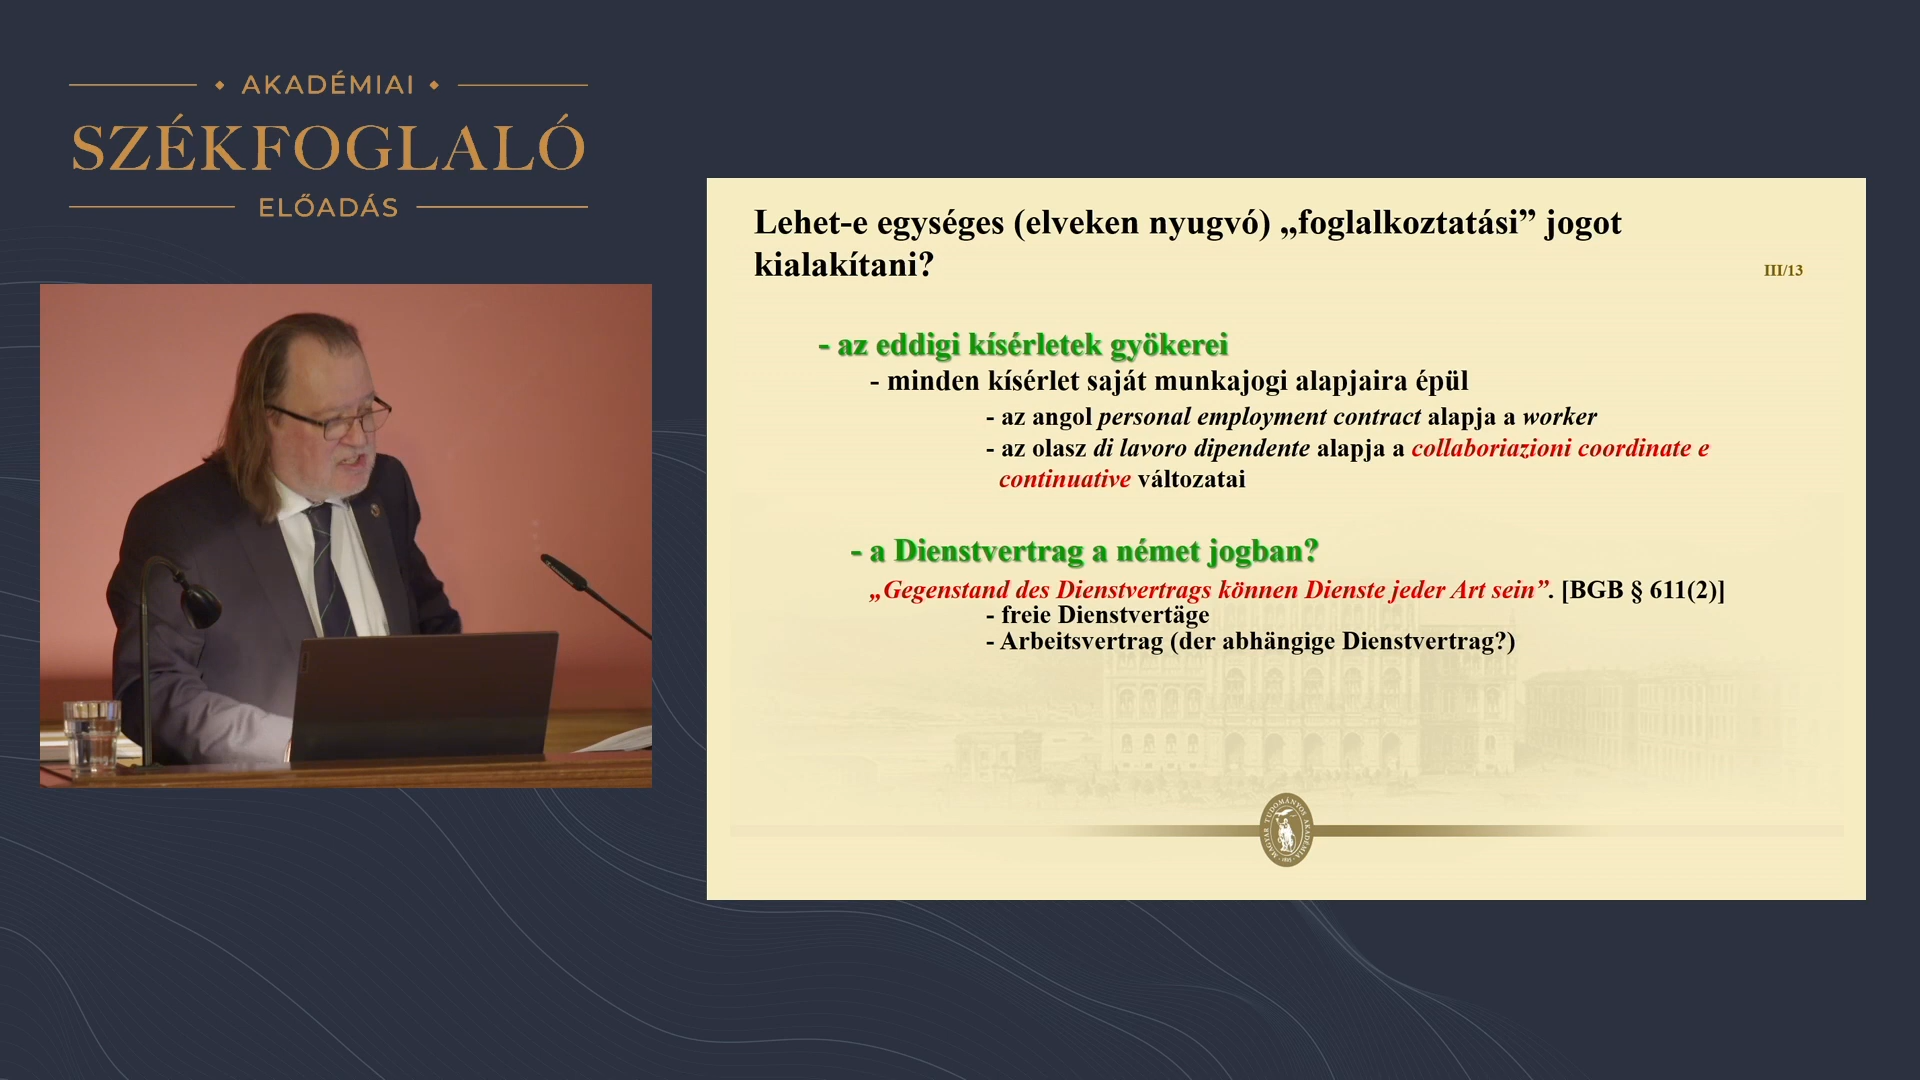 AKADÉMIAI
SZÉKFOGLALÓ
ELŐADÁS
Lehet-e egységes (elveken nyugvó) „foglalkoztatási” jogot
kialakítani?
III/13
- az eddigi kísérletek gyökerei
- minden kísérlet saját munkajogi alapjaira épül
- az angol personal employment contract alapja a worker
- az olasz di lavoro dipendente alapja a collaboriazioni coordinate e
continuative változatai
- a Dienstvertrag a német jogban?
„Gegenstand des Dienstvertrags können Dienste jeder Art sein”. [BGB § 611(2)]
- freie Dienstvertäge
- Arbeitsvertrag (der abhängige Dienstvertrag?)
MAGYAR TUDOMÁNYOS AKADÉMIA